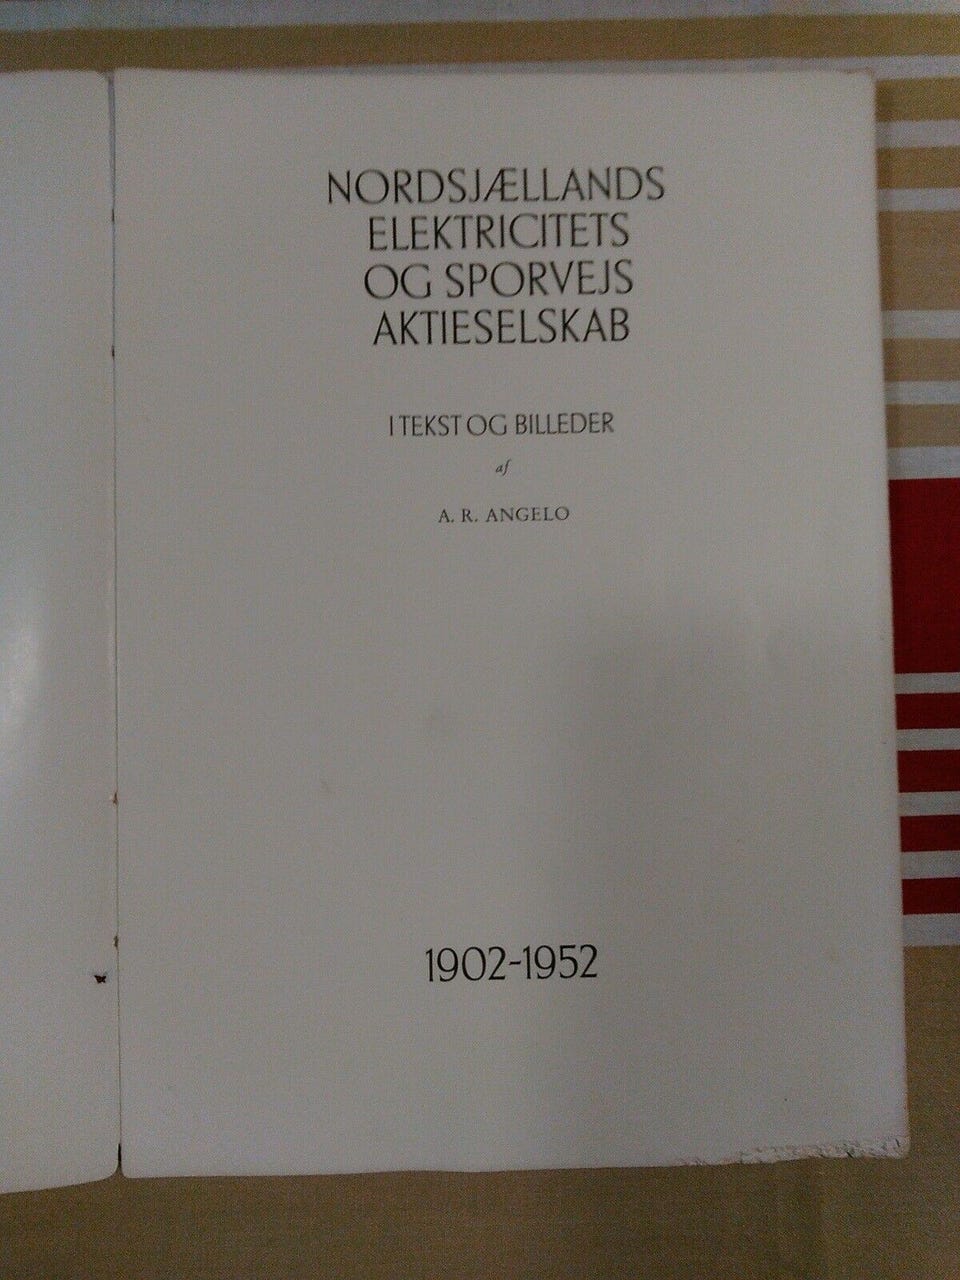 NORDSJÆLLANDS
ELEKTRICITETS
OG SPORVEJS
AKTIESELSKAB
I TEKST OG BILLEDER
af
A. R. ANGELO
1902-1952